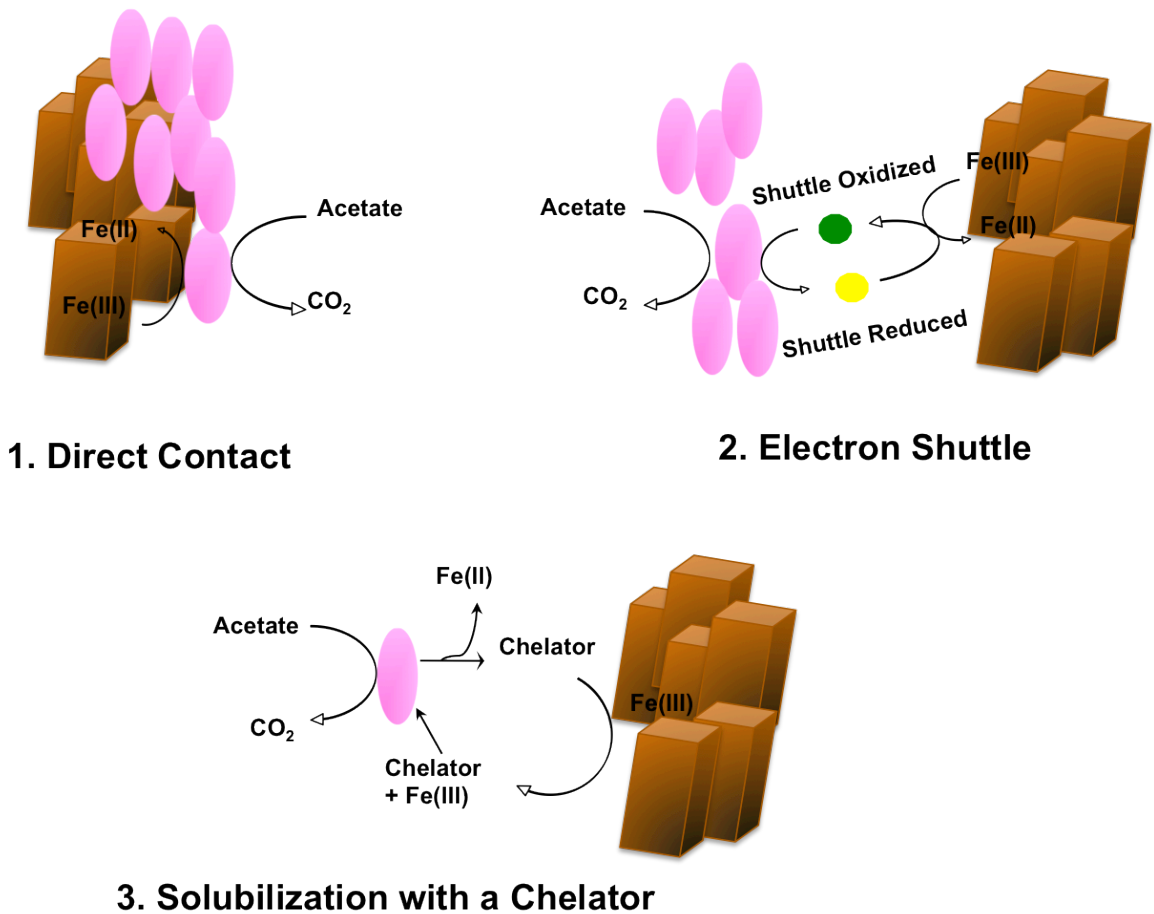 Acetate
Fe(II)
Fe(III)
CO₂
1. Direct Contact
Shuttle Oxidized
Fe(III)
Acetate
Fe(II)
CO₂
Shuttle Reduced
2. Electron Shuttle
Fe(II)
Acetate
Chelator
Fe(III)
CO₂
Chelator
+ Fe(III)
3. Solubilization with a Chelator